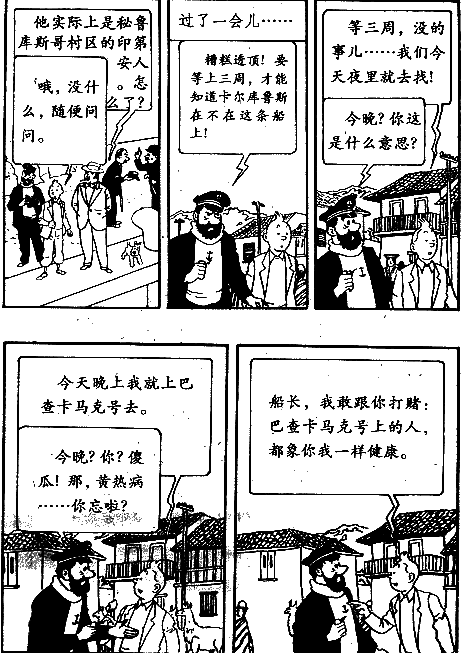 他实际上是秘鲁
库斯哥村区的印第
安人
。怎
么了？
哦，没什
么，随便问
问。
过了一会儿……
糟糕透顶！要
等上三周，才能
知道卡尔库鲁斯
在不在这条船
上！
等三周，没的
事儿……我们今
天夜里就去找！
今晚？你这
是什么意思？
今天晚上我就上巴
查卡马克号去。
今晚？你？傻
瓜！那，黄热病
……你忘啦？
船长，我敢跟你打赌：
巴查卡马克号上的人，
都象你我一样健康。